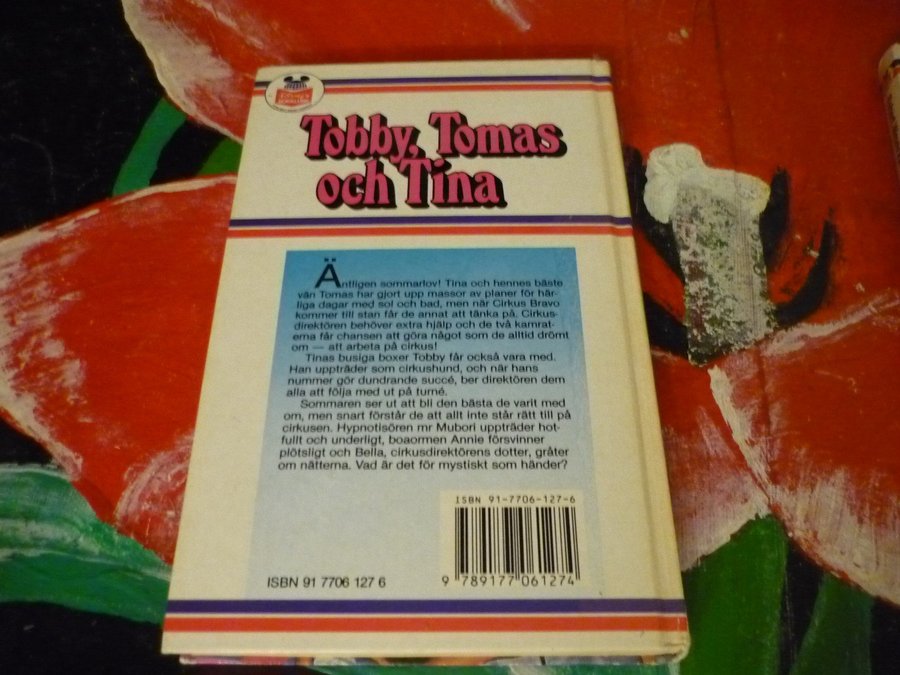 Tobby, Tomas
och Tina
Äntligen sommarlov! Tina och hennes bäste
vän Tomas har gjort upp massor av planer för här-
liga dagar med sol och bad, men när Cirkus Bravo
kommer till stan får de annat att tänka på. Cirkus-
direktören behöver extra hjälp och de två kamrat-
erna får chansen att göra något som de alltid drömt
om — att arbeta på cirkus!
Tinas busiga boxer Tobby får också vara med.
Han uppträder som cirkushund, och när hans
nummer gör dundrande succé, ber direktören dem
alla att följa med ut på turné.
Sommaren ser ut att bli den bästa de varit med
om, men snart förstår de att allt inte står rätt till på
cirkusen. Hypnotisören mr Mubori uppträder hot-
fullt och underligt, boaormen Annie försvinner
plötsligt och Bella, cirkusdirektörens dotter, gråter
om nätterna. Vad är det för mystiskt som händer?
ISBN 91-7706-127-6
ISBN 91 7706 127 6
9 789177 061274